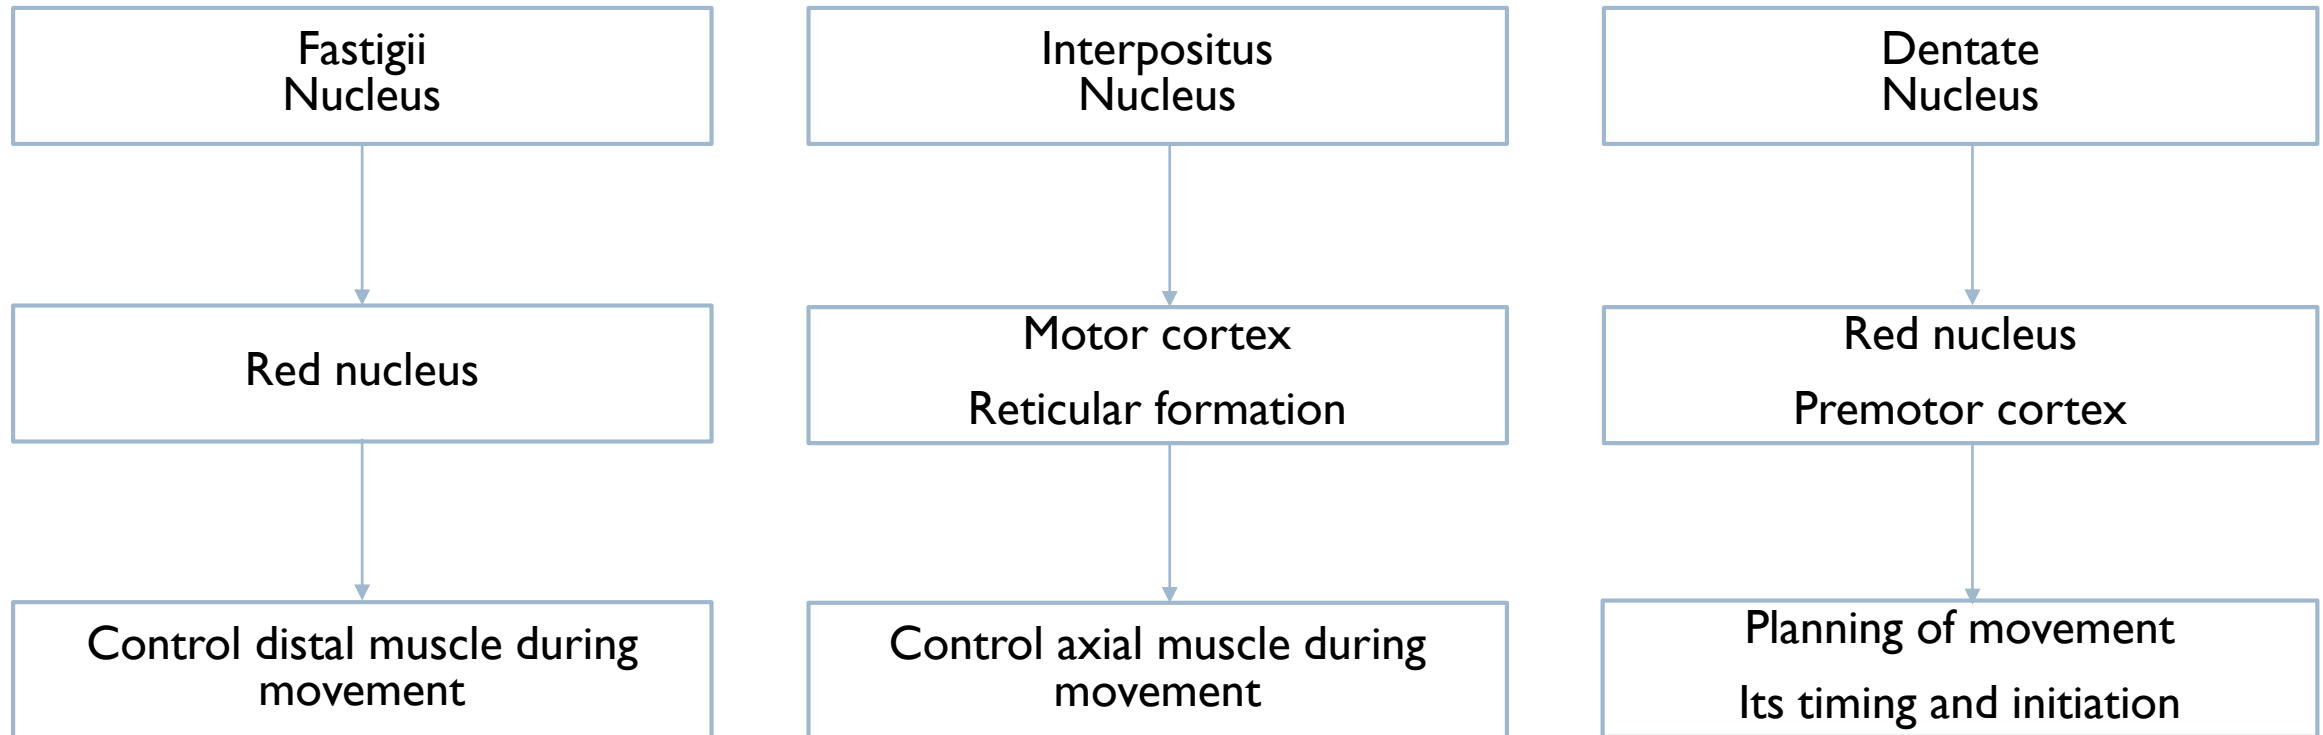 Fastigii
Nucleus
Interpositus
Nucleus
Dentate
Nucleus
Red nucleus
Motor cortex
Reticular formation
Red nucleus
Premotor cortex
Control distal muscle during
movement
Control axial muscle during
movement
Planning of movement
Its timing and initiation